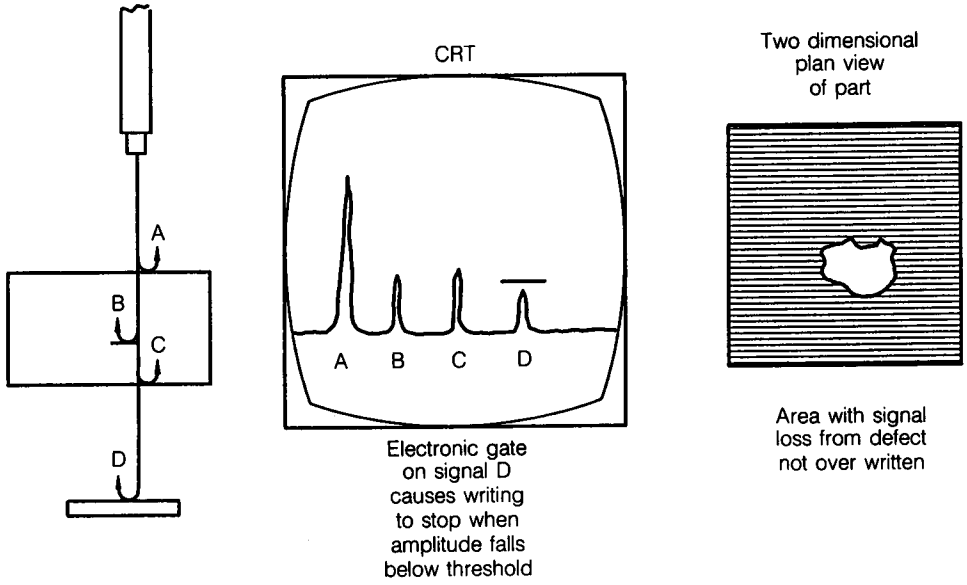 A
B
C
D
CRT
A B C D
Electronic gate
on signal D
causes writing
to stop when
amplitude falls
below threshold
Two dimensional
plan view
of part
Area with signal
loss from defect
not over written